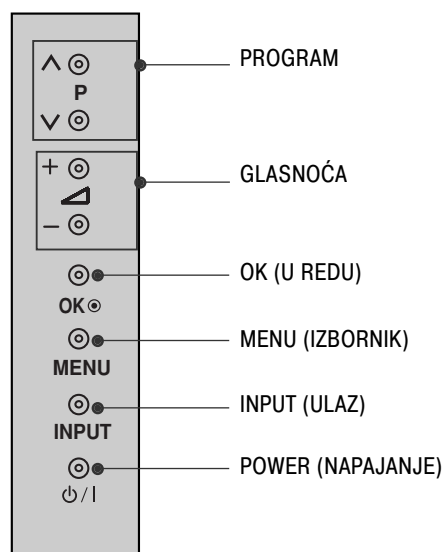 PROGRAM
P
GLASNOĆA
+
−
OK (U REDU)
OK
MENU (IZBORNIK)
MENU
INPUT (ULAZ)
INPUT
POWER (NAPAJANJE)
⏻/I